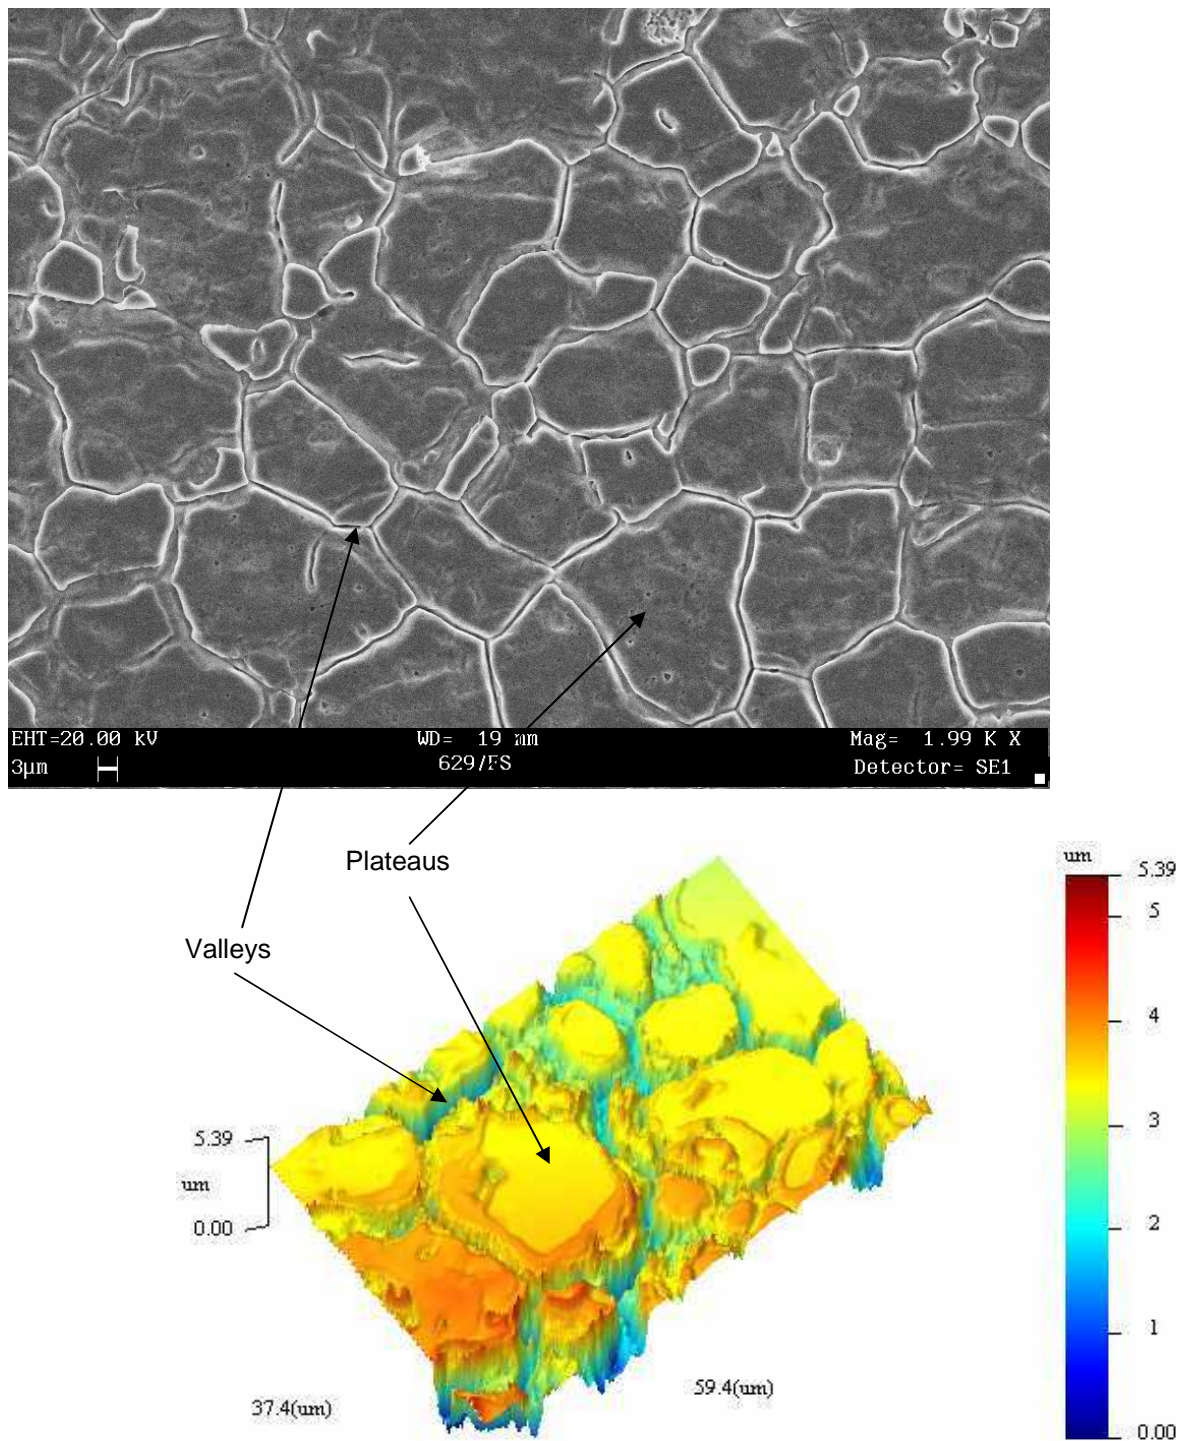 EHT=20.00 kV WD= 19 mm Mag= 1.99 K X
3µm 629/FS Detector= SE1
Plateaus
Valleys
um
5.39
5
4
3
2
1
0.00
5.39
um
0.00
37.4(um)
59.4(um)